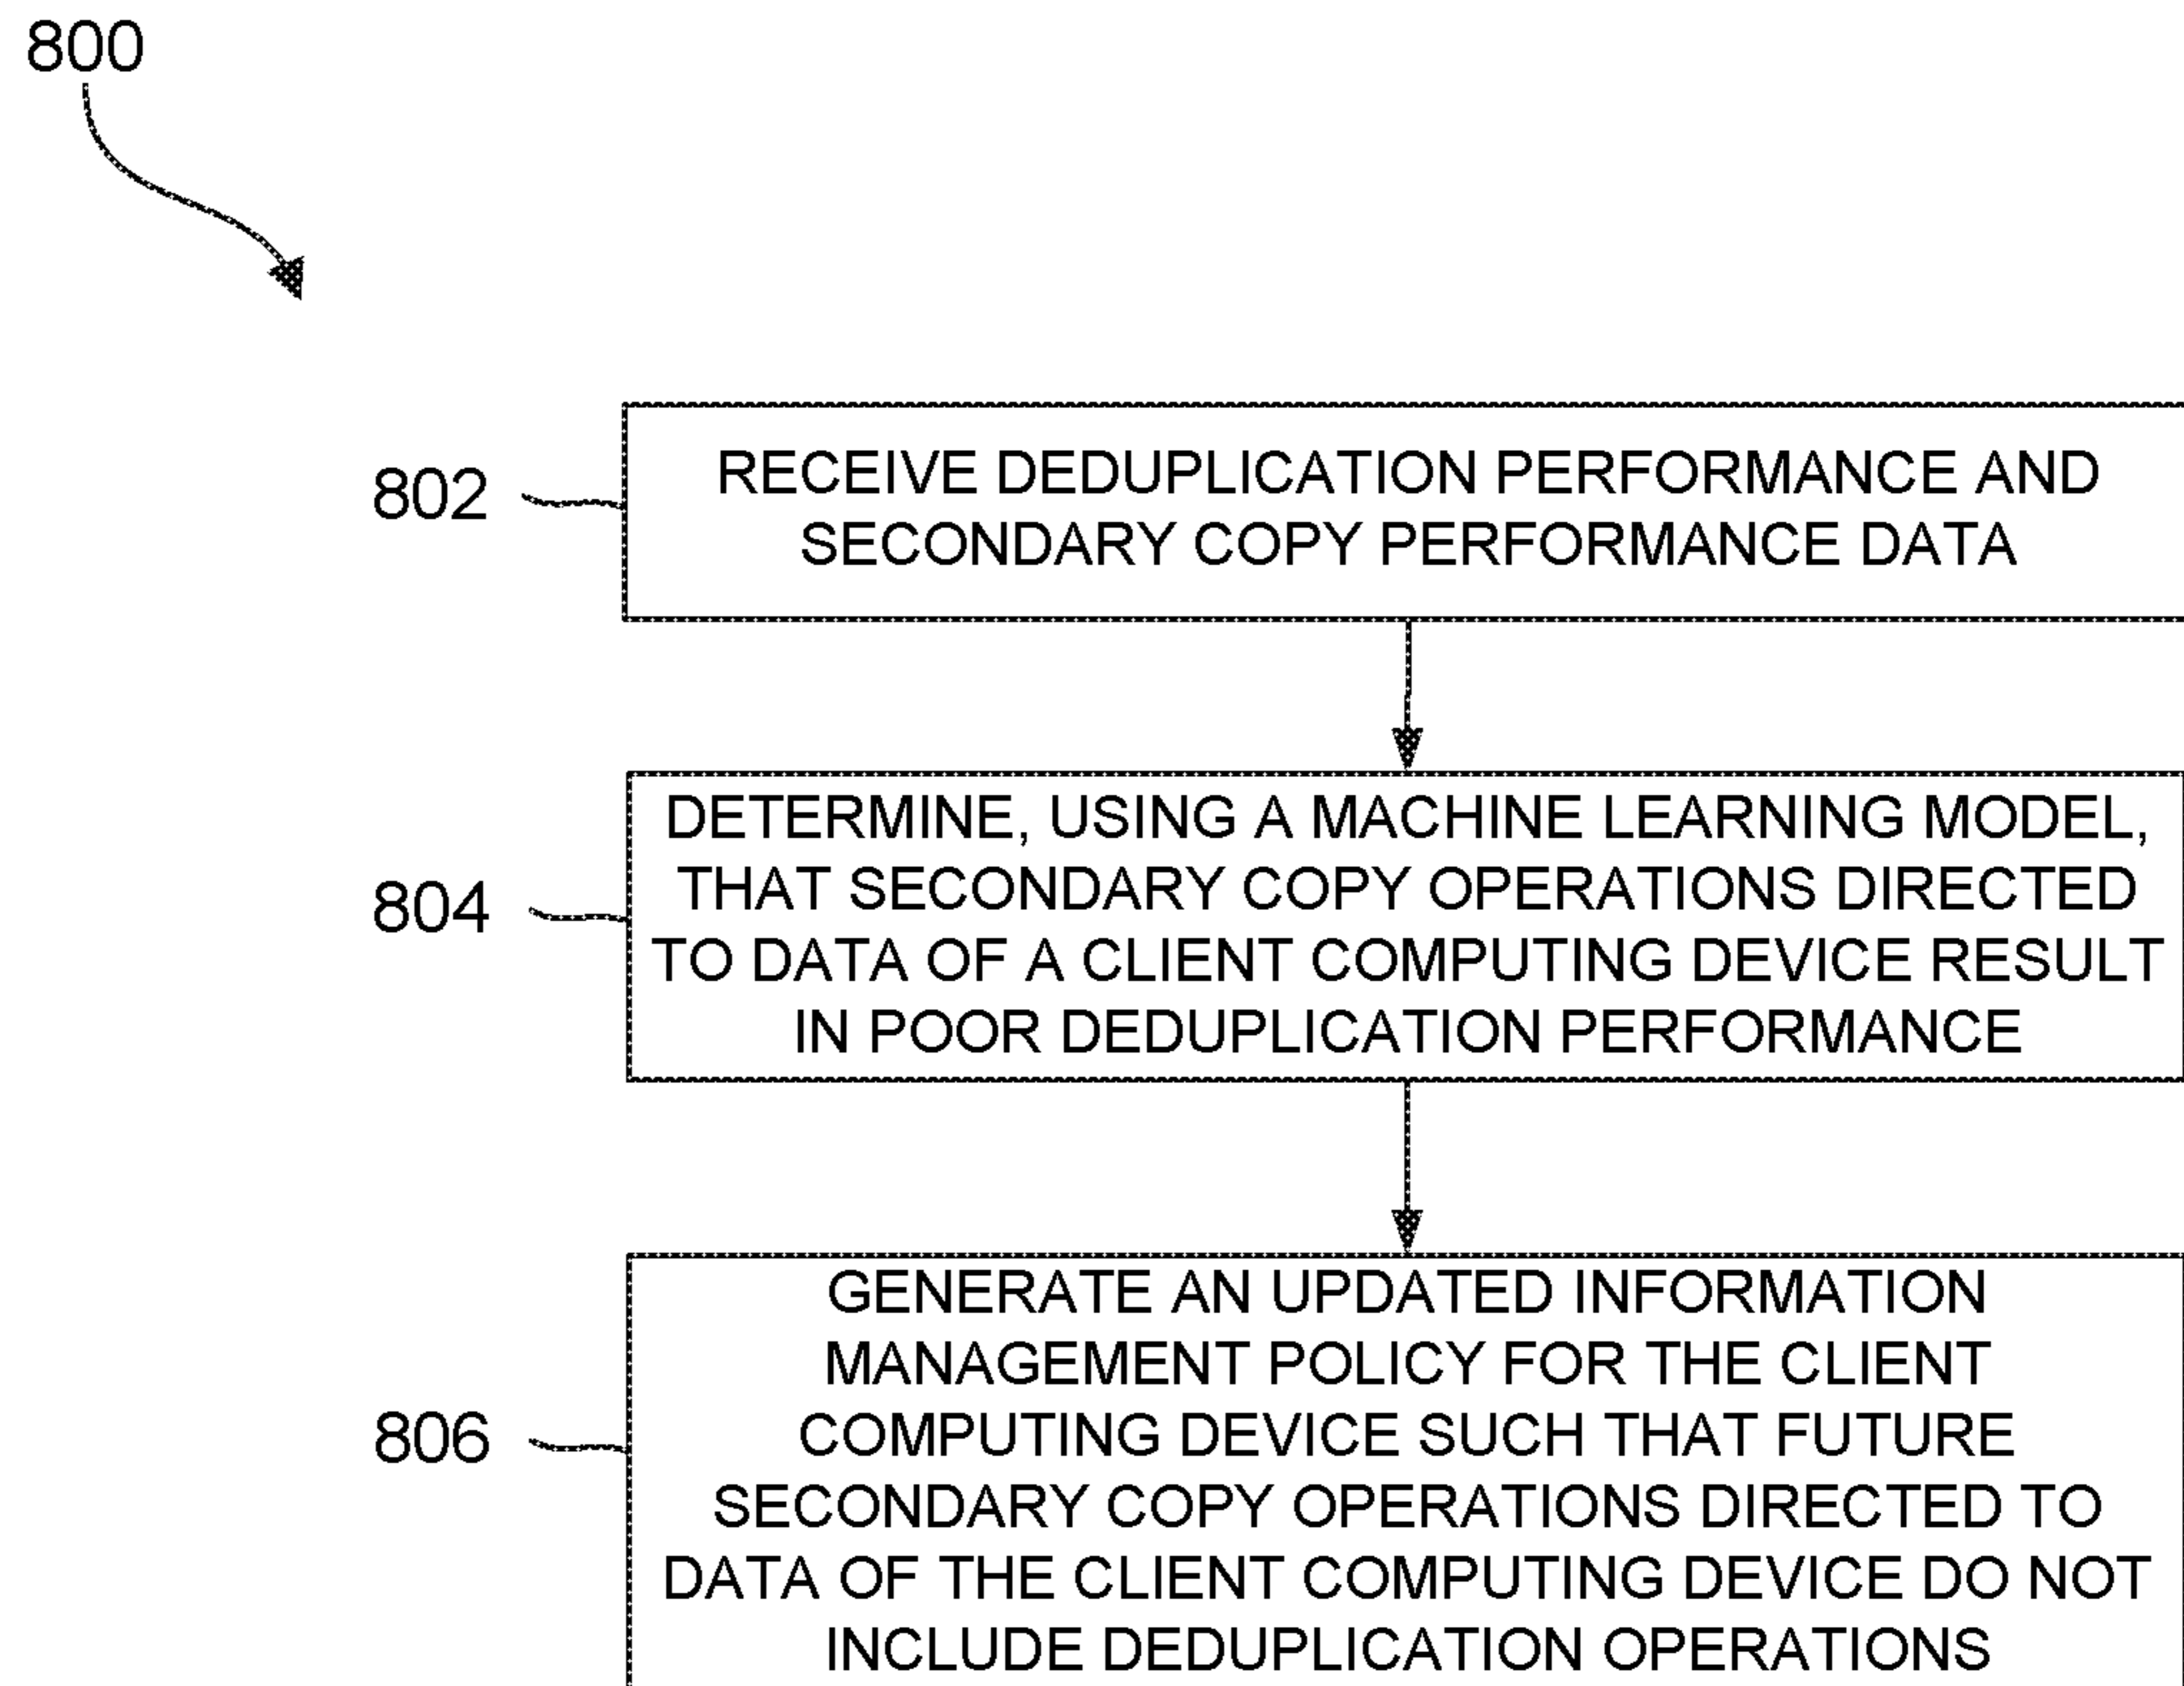 800
802
RECEIVE DEDUPLICATION PERFORMANCE AND
SECONDARY COPY PERFORMANCE DATA
804
DETERMINE, USING A MACHINE LEARNING MODEL,
THAT SECONDARY COPY OPERATIONS DIRECTED
TO DATA OF A CLIENT COMPUTING DEVICE RESULT
IN POOR DEDUPLICATION PERFORMANCE
806
GENERATE AN UPDATED INFORMATION
MANAGEMENT POLICY FOR THE CLIENT
COMPUTING DEVICE SUCH THAT FUTURE
SECONDARY COPY OPERATIONS DIRECTED TO
DATA OF THE CLIENT COMPUTING DEVICE DO NOT
INCLUDE DEDUPLICATION OPERATIONS